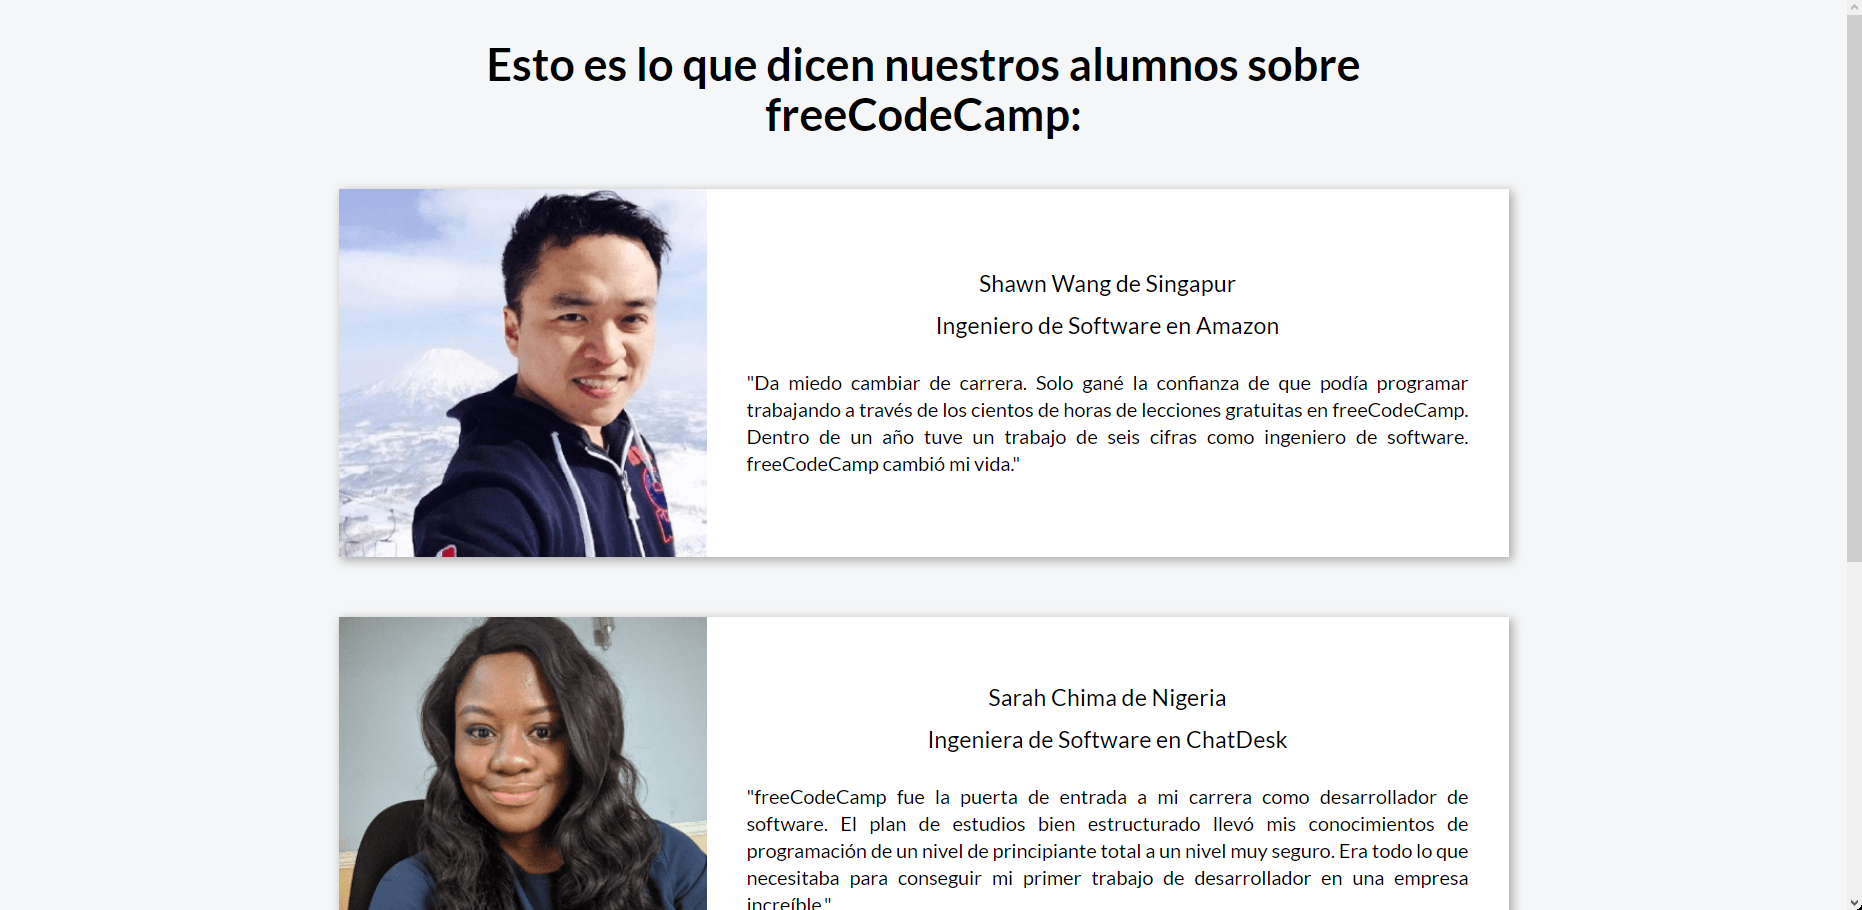 Esto es lo que dicen nuestros alumnos sobre
freeCodeCamp:
Shawn Wang de Singapur
Ingeniero de Software en Amazon
"Da miedo cambiar de carrera. Solo gané la confianza de que podía programar
trabajando a través de los cientos de horas de lecciones gratuitas en freeCodeCamp.
Dentro de un año tuve un trabajo de seis cifras como ingeniero de software.
freeCodeCamp cambió mi vida."
Sarah Chima de Nigeria
Ingeniera de Software en ChatDesk
"freeCodeCamp fue la puerta de entrada a mi carrera como desarrollador de
software. El plan de estudios bien estructurado llevó mis conocimientos de
programación de un nivel de principiante total a un nivel muy seguro. Era todo lo que
necesitaba para conseguir mi primer trabajo de desarrollador en una empresa
increíble."